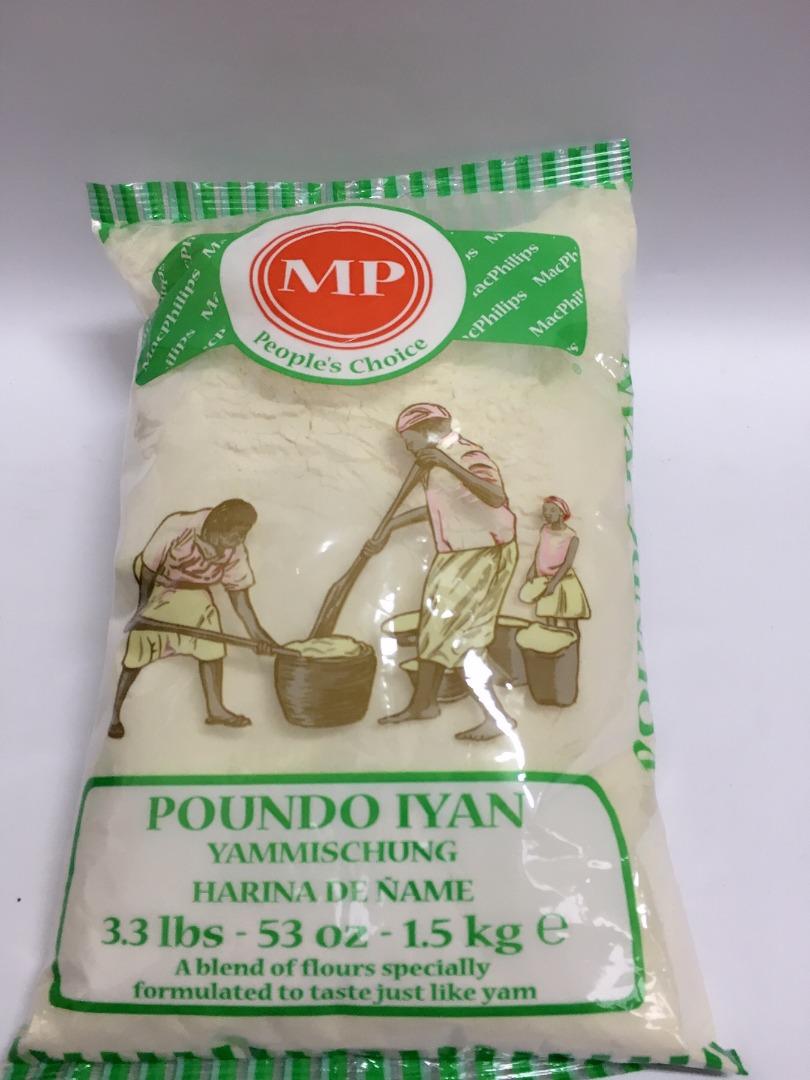 MP
People's Choice
MacPhilips
POUNDO IYAN
YAMMISCHUNG
HARINA DE ÑAME
3.3 lbs - 53 oz - 1.5 kg ℮
A blend of flours specially
formulated to taste just like yam